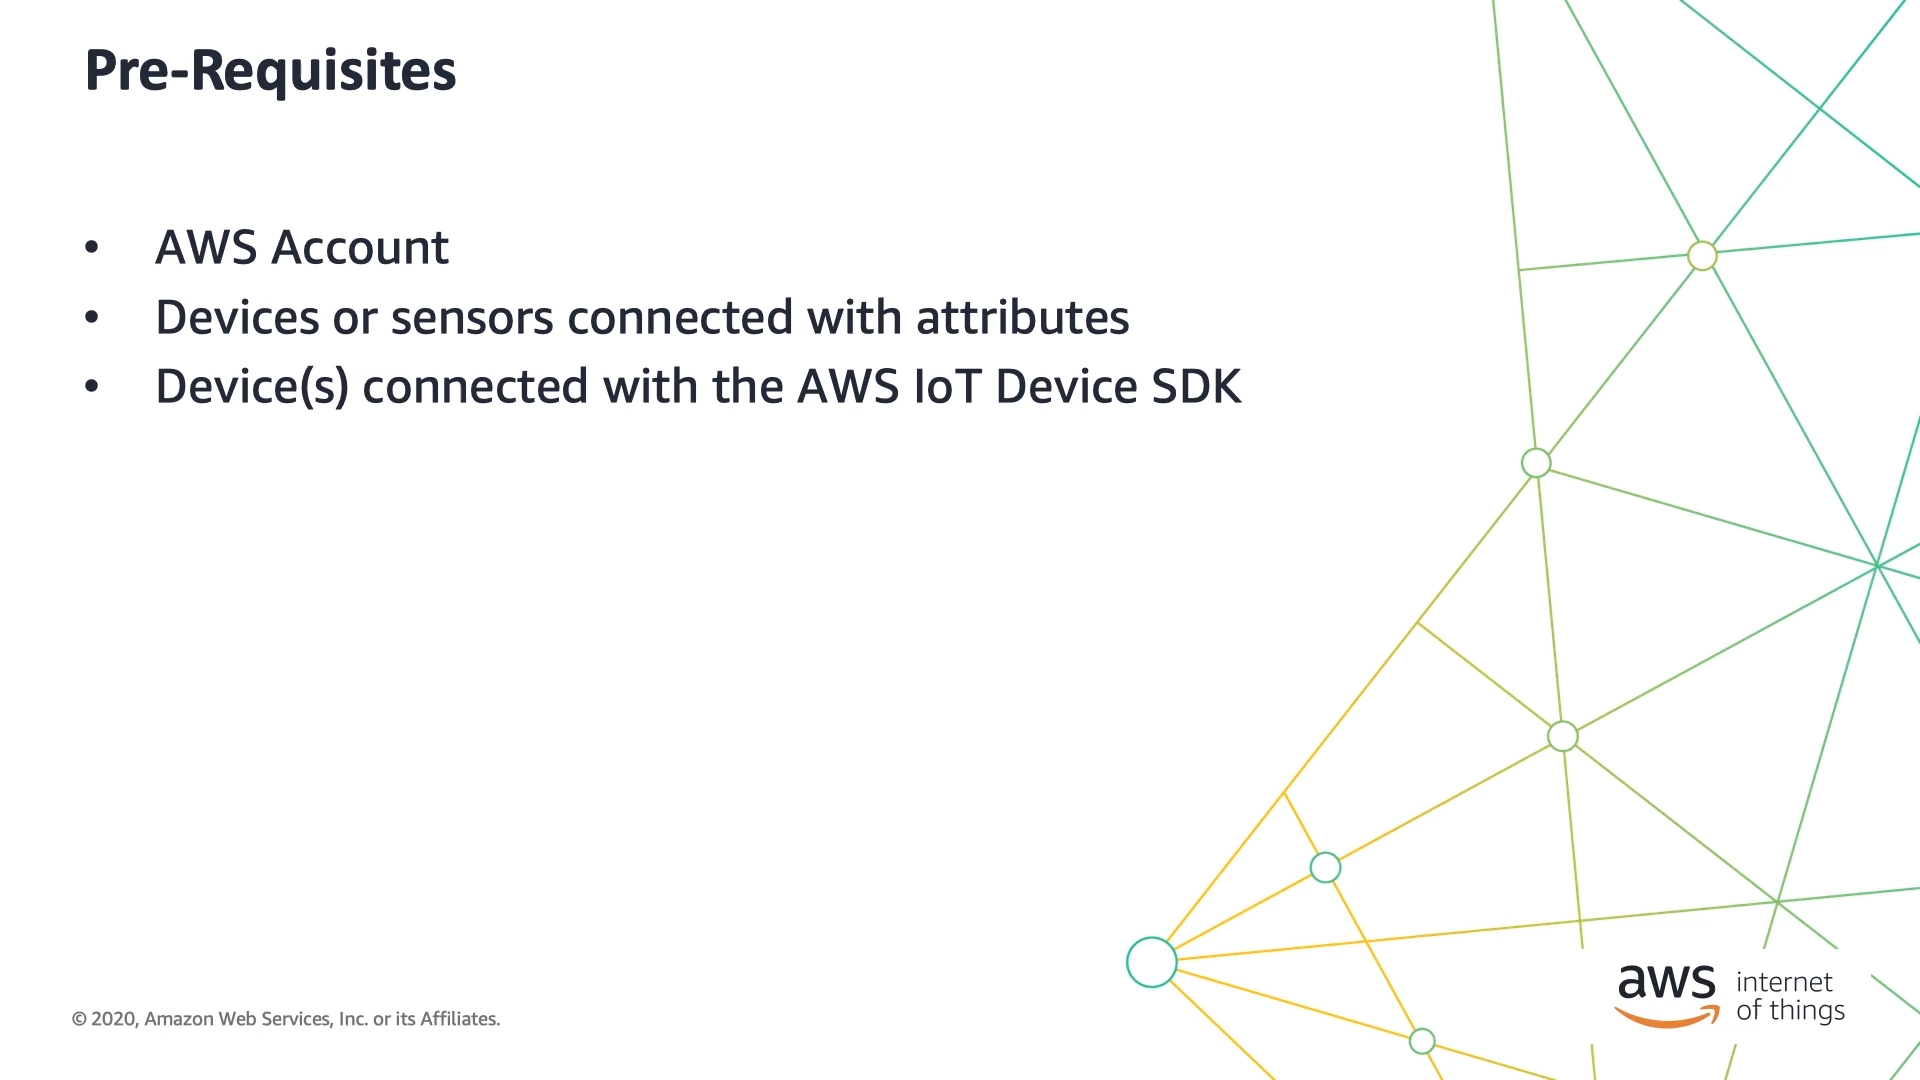 Pre-Requisites
• AWS Account
• Devices or sensors connected with attributes
• Device(s) connected with the AWS IoT Device SDK
© 2020, Amazon Web Services, Inc. or its Affiliates.
aws internet
of things